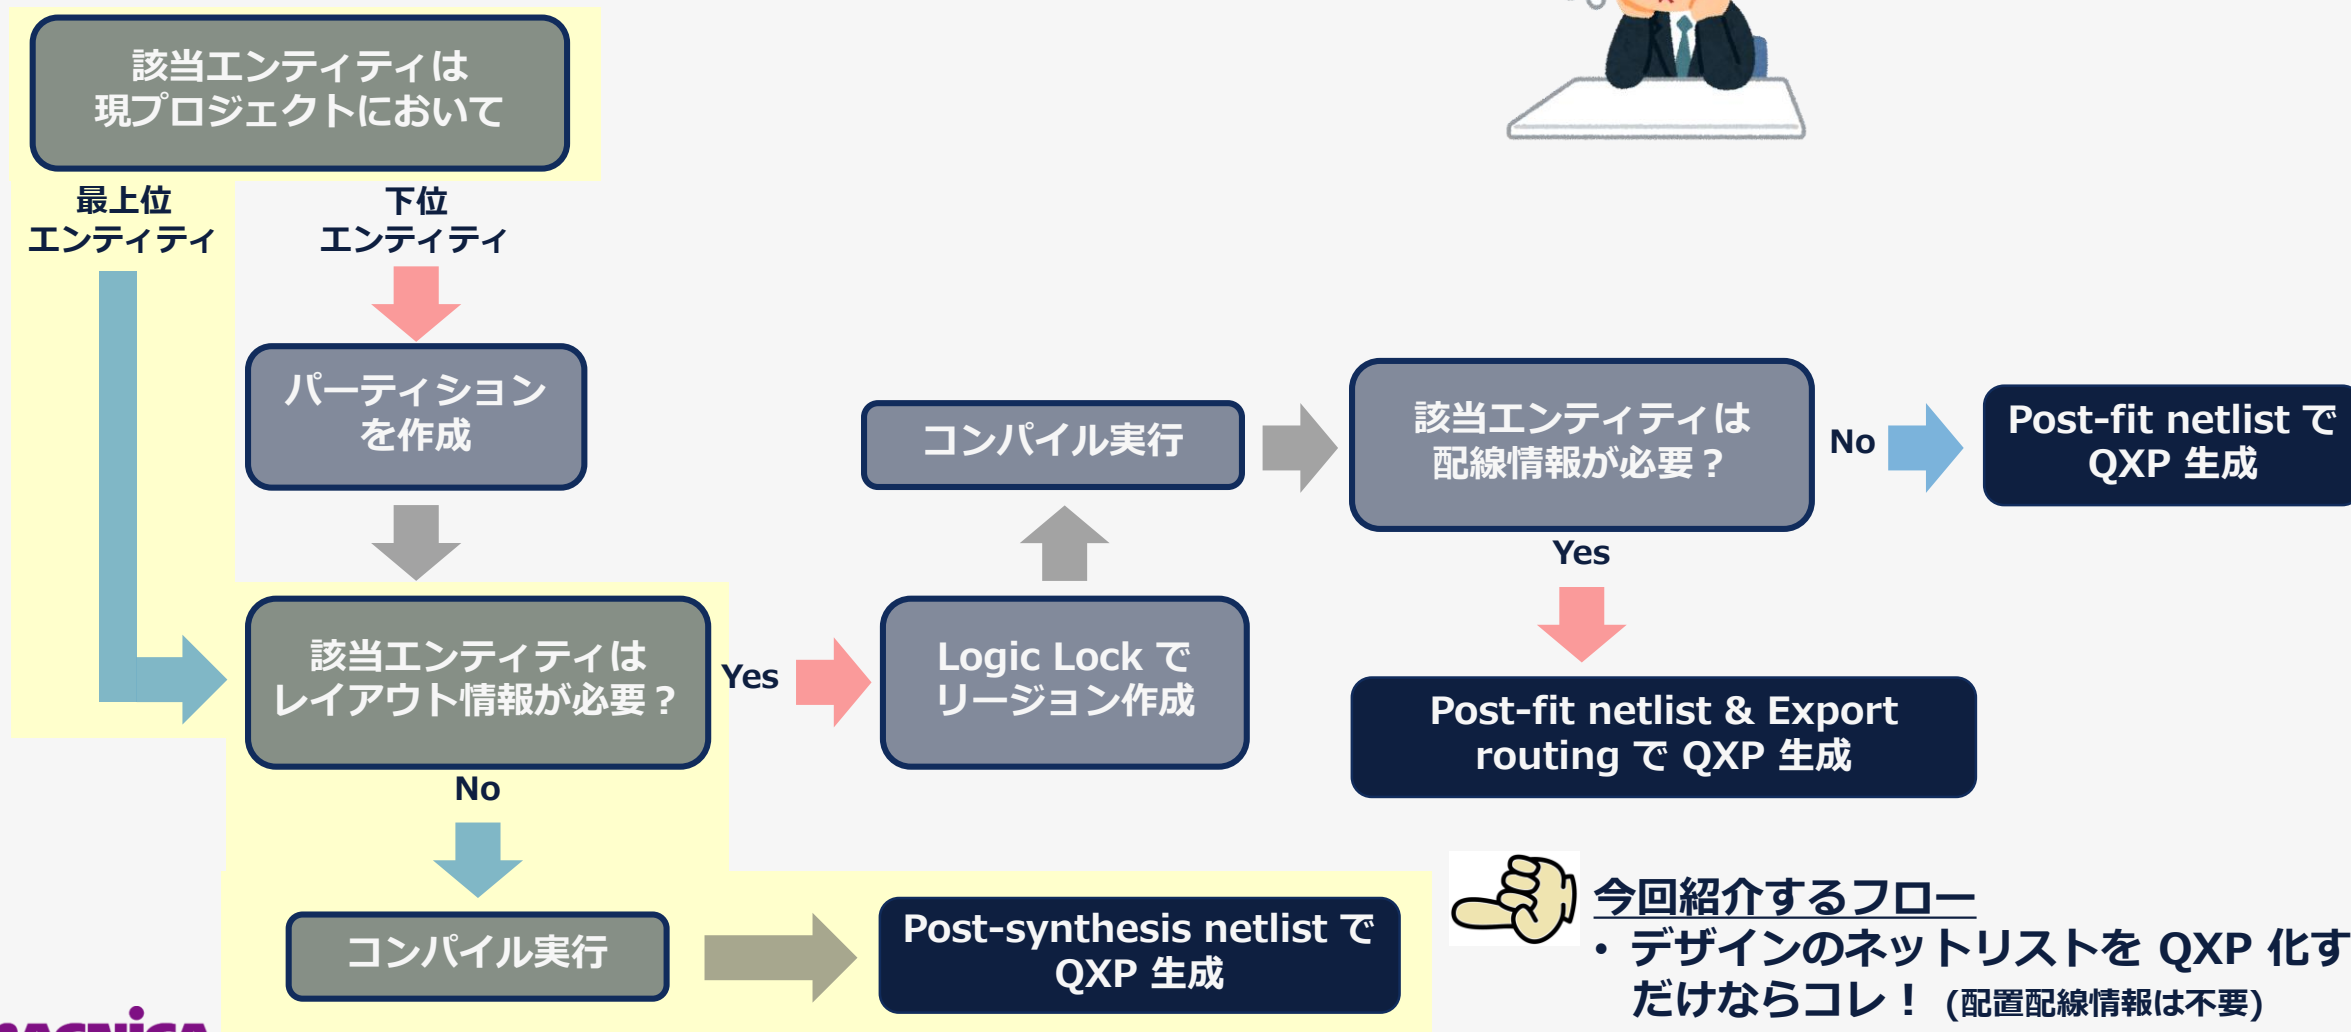 該当エンティティは
現プロジェクトにおいて
最上位
エンティティ
下位
エンティティ
パーティション
を作成
コンパイル実行
該当エンティティは
配線情報が必要？
No
Post-fit netlist で
QXP 生成
Yes
該当エンティティは
レイアウト情報が必要？
Yes
Logic Lock で
リージョン作成
Post-fit netlist & Export
routing で QXP 生成
No
コンパイル実行
Post-synthesis netlist で
QXP 生成
今回紹介するフロー
・デザインのネットリストを QXP 化す
だけならコレ！ (配置配線情報は不要)